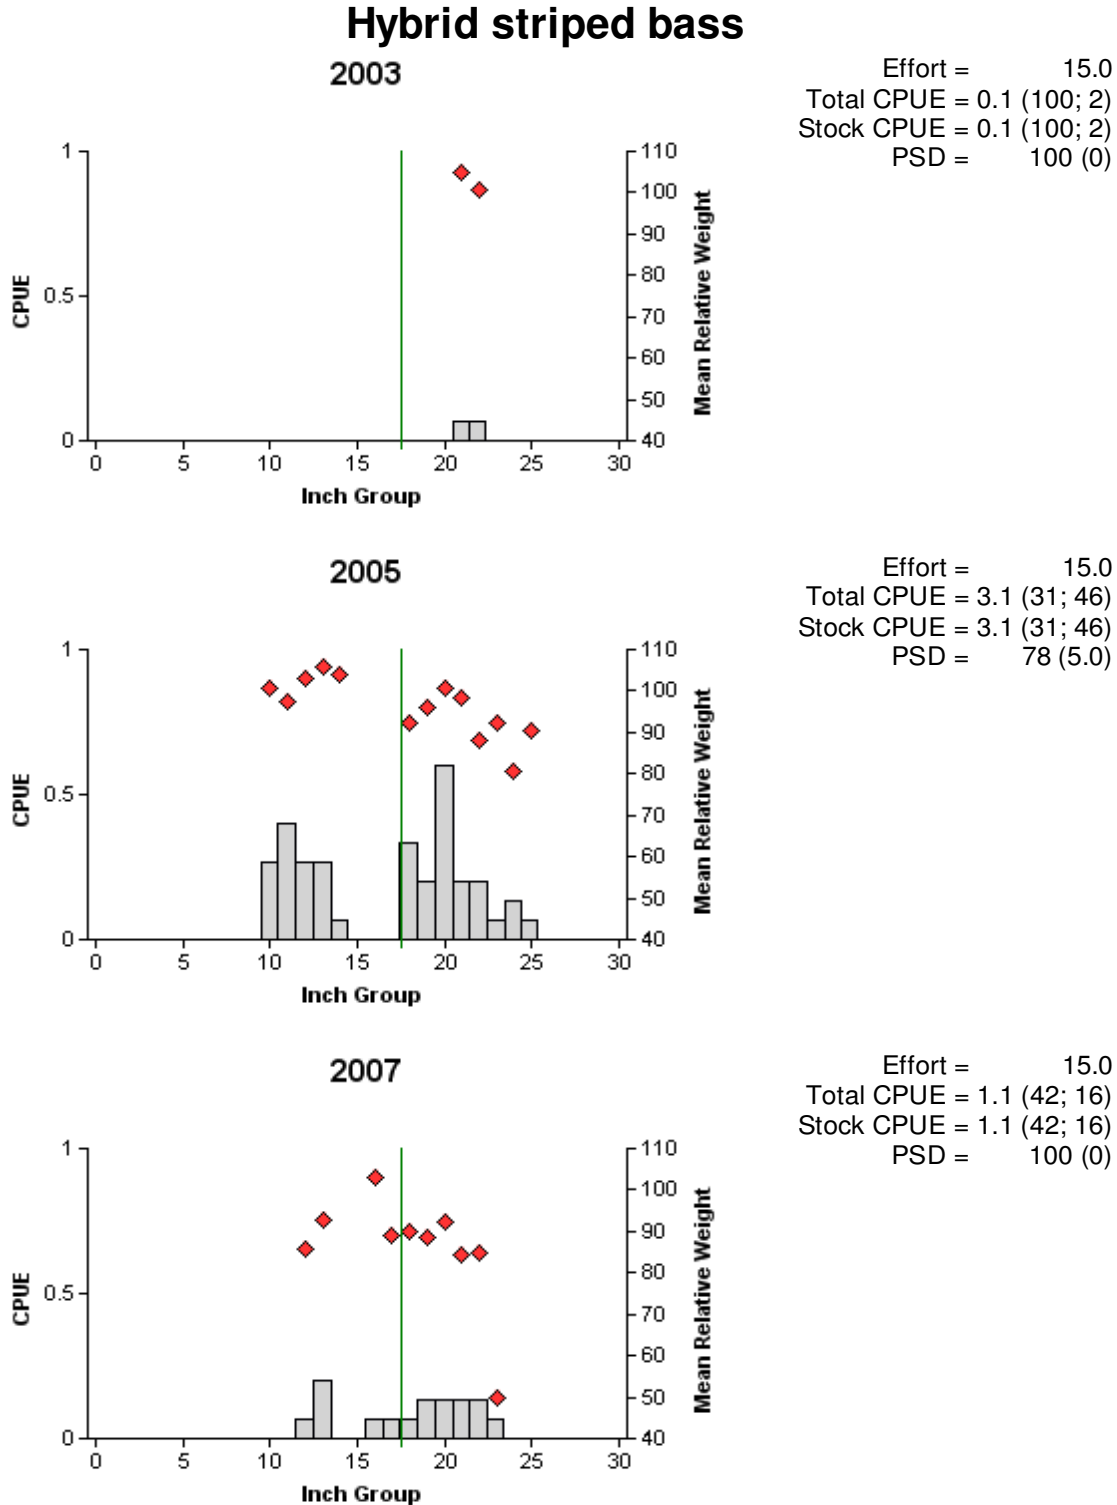 Hybrid striped bass
2003
Effort = 15.0
Total CPUE = 0.1 (100; 2)
Stock CPUE = 0.1 (100; 2)
PSD = 100 (0)
1
0.5
0
CPUE
110
100
90
80
70
60
50
40
Mean Relative Weight
0 5 10 15 20 25 30
Inch Group
2005
Effort = 15.0
Total CPUE = 3.1 (31; 46)
Stock CPUE = 3.1 (31; 46)
PSD = 78 (5.0)
1
0.5
0
CPUE
110
100
90
80
70
60
50
40
Mean Relative Weight
0 5 10 15 20 25 30
Inch Group
2007
Effort = 15.0
Total CPUE = 1.1 (42; 16)
Stock CPUE = 1.1 (42; 16)
PSD = 100 (0)
1
0.5
0
CPUE
110
100
90
80
70
60
50
40
Mean Relative Weight
0 5 10 15 20 25 30
Inch Group